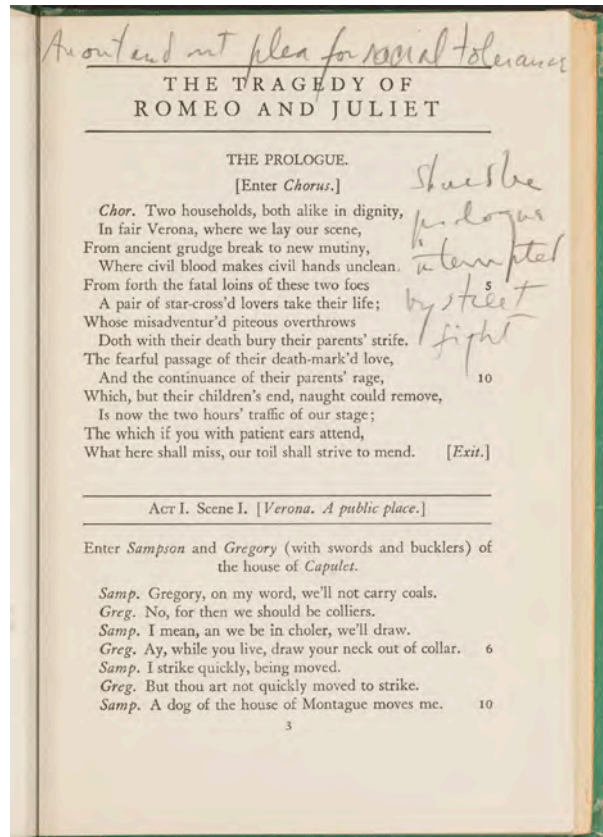 An out and out plea for racial tolerance
THE TRAGEDY OF
ROMEO AND JULIET
THE PROLOGUE.
[Enter Chorus.]
Chor. Two households, both alike in dignity,
In fair Verona, where we lay our scene,
From ancient grudge break to new mutiny,
Where civil blood makes civil hands unclean.
From forth the fatal loins of these two foes 5
A pair of star-cross'd lovers take their life;
Whose misadventur'd piteous overthrows
Doth with their death bury their parents' strife.
The fearful passage of their death-mark'd love,
And the continuance of their parents' rage, 10
Which, but their children's end, naught could remove,
Is now the two hours' traffic of our stage;
The which if you with patient ears attend,
What here shall miss, our toil shall strive to mend. [Exit.]
should be
prologue
interrupted
by street
fight
ACT I. Scene I. [Verona. A public place.]
Enter Sampson and Gregory (with swords and bucklers) of
the house of Capulet.
Samp. Gregory, on my word, we'll not carry coals.
Greg. No, for then we should be colliers.
Samp. I mean, an we be in choler, we'll draw.
Greg. Ay, while you live, draw your neck out of collar. 6
Samp. I strike quickly, being moved.
Greg. But thou art not quickly moved to strike.
Samp. A dog of the house of Montague moves me. 10
3